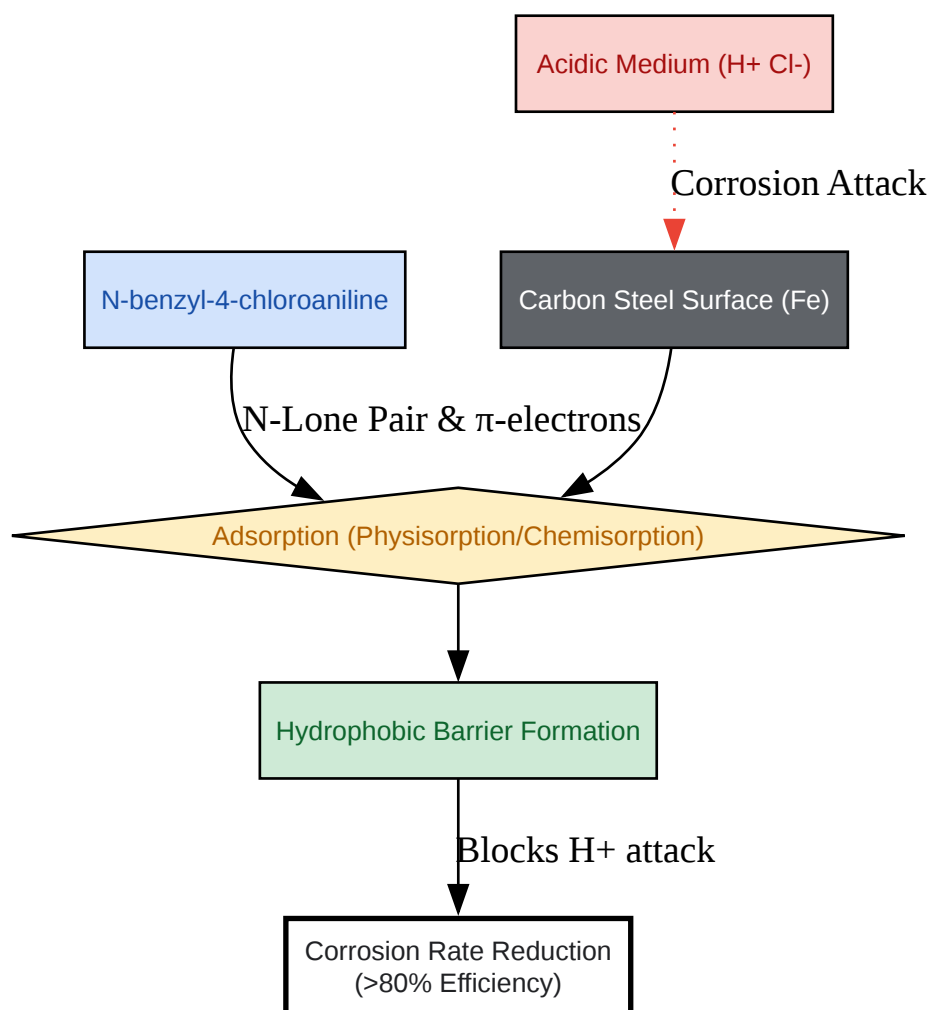 Acidic Medium (H+ Cl-)
Corrosion Attack
N-benzyl-4-chloroaniline
Carbon Steel Surface (Fe)
N-Lone Pair & π-electrons
Adsorption (Physisorption/Chemisorption)
Hydrophobic Barrier Formation
Blocks H+ attack
Corrosion Rate Reduction
(>80% Efficiency)